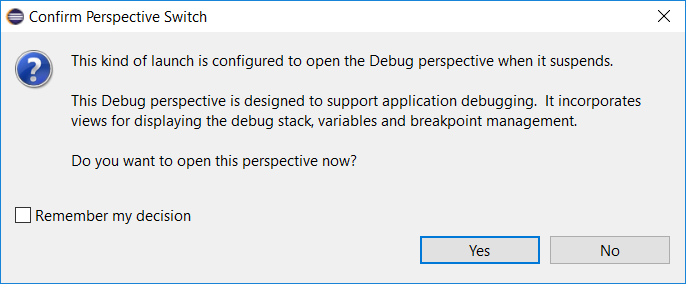 Confirm Perspective Switch
This kind of launch is configured to open the Debug perspective when it suspends.
This Debug perspective is designed to support application debugging.  It incorporates
views for displaying the debug stack, variables and breakpoint management.
Do you want to open this perspective now?
Remember my decision
Yes
No